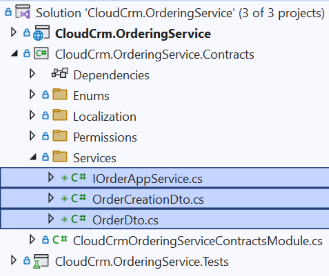 Solution 'CloudCrm.OrderingService' (3 of 3 projects)
CloudCrm.OrderingService
CloudCrm.OrderingService.Contracts
Dependencies
Enums
Localization
Permissions
Services
C# IOrderAppService.cs
C# OrderCreationDto.cs
C# OrderDto.cs
C# CloudCrmOrderingServiceContractsModule.cs
CloudCrm.OrderingService.Tests